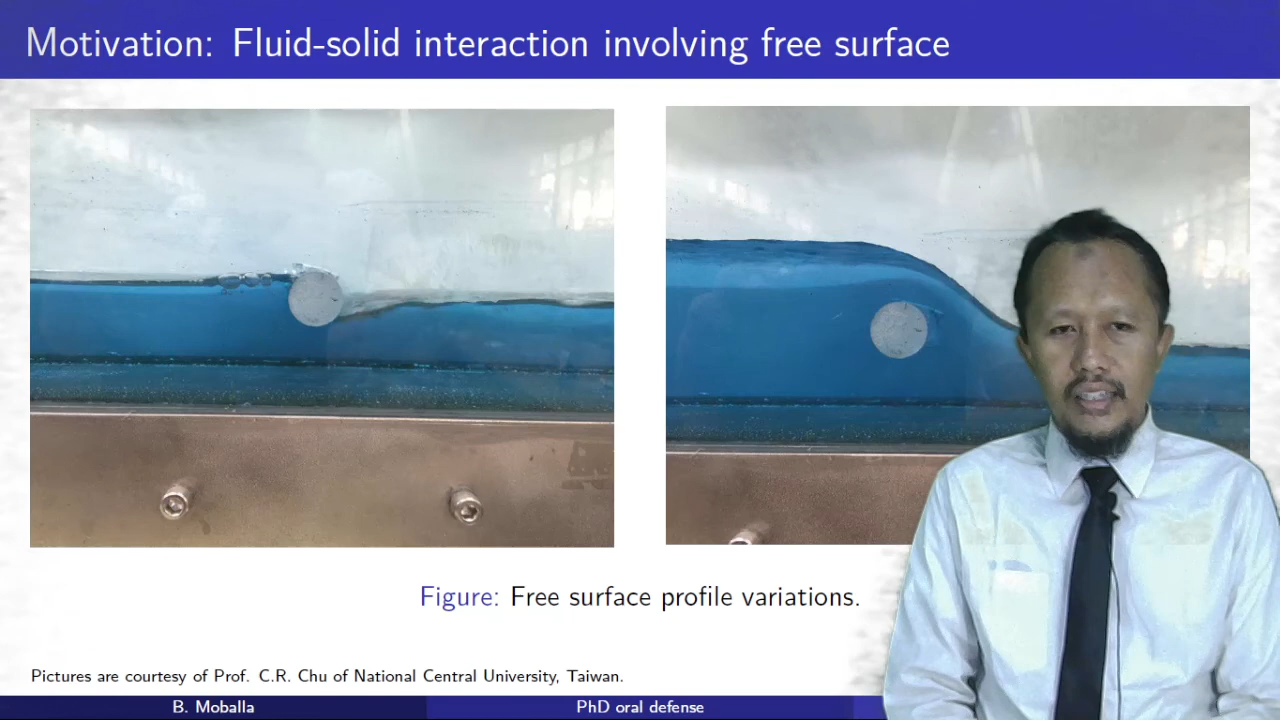 Motivation: Fluid-solid interaction involving free surface
Figure: Free surface profile variations.
Pictures are courtesy of Prof. C.R. Chu of National Central University, Taiwan.
B. Moballa
PhD oral defense